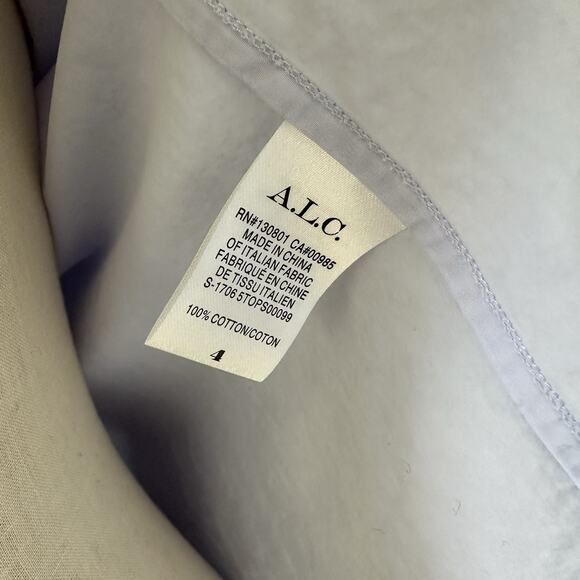 A.L.C.
RN#130801 CA#00985
MADE IN CHINA
OF ITALIAN FABRIC
FABRIQUÉ EN CHINE
DE TISSU ITALIEN
S-1706 5TOPS00099
100% COTTON/COTON
4